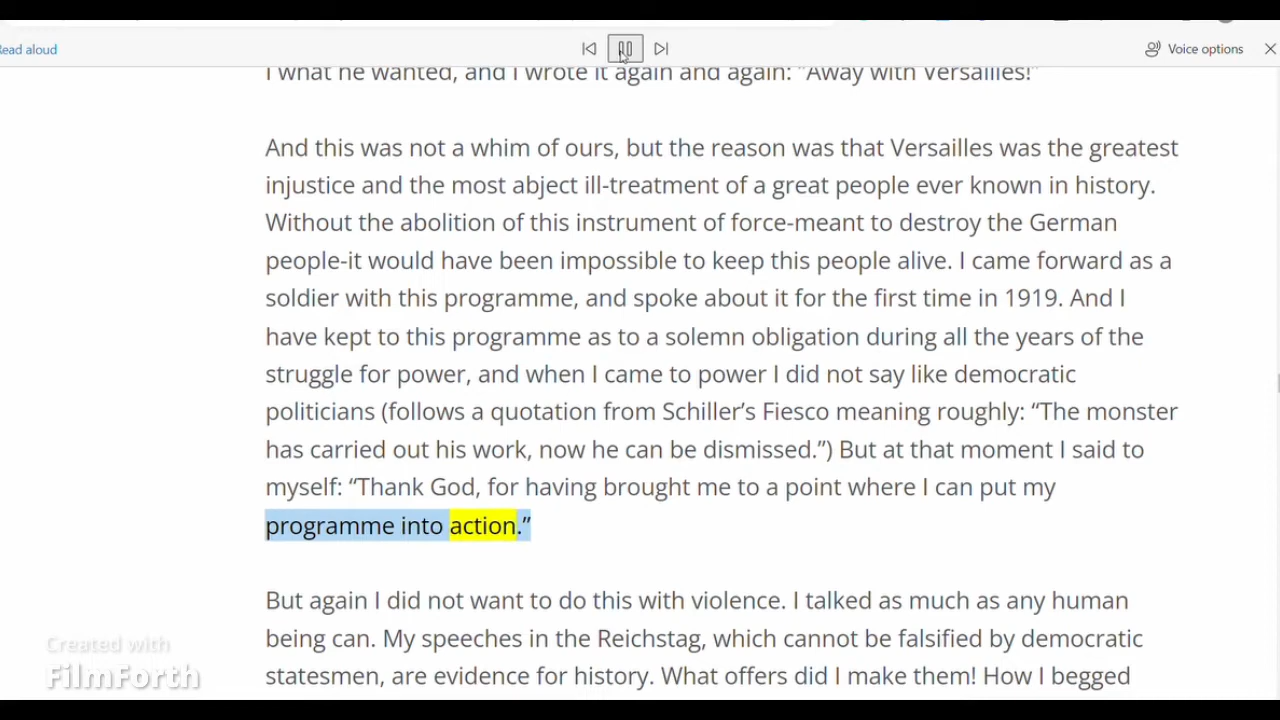 Read aloud
Voice options
I what he wanted, and I wrote it again and again: “Away with Versailles!”
And this was not a whim of ours, but the reason was that Versailles was the greatest
injustice and the most abject ill-treatment of a great people ever known in history.
Without the abolition of this instrument of force-meant to destroy the German
people-it would have been impossible to keep this people alive. I came forward as a
soldier with this programme, and spoke about it for the first time in 1919. And I
have kept to this programme as to a solemn obligation during all the years of the
struggle for power, and when I came to power I did not say like democratic
politicians (follows a quotation from Schiller’s Fiesco meaning roughly: “The monster
has carried out his work, now he can be dismissed.”) But at that moment I said to
myself: “Thank God, for having brought me to a point where I can put my
programme into action.”
But again I did not want to do this with violence. I talked as much as any human
being can. My speeches in the Reichstag, which cannot be falsified by democratic
statesmen, are evidence for history. What offers did I make them! How I begged
Created with
FilmForth